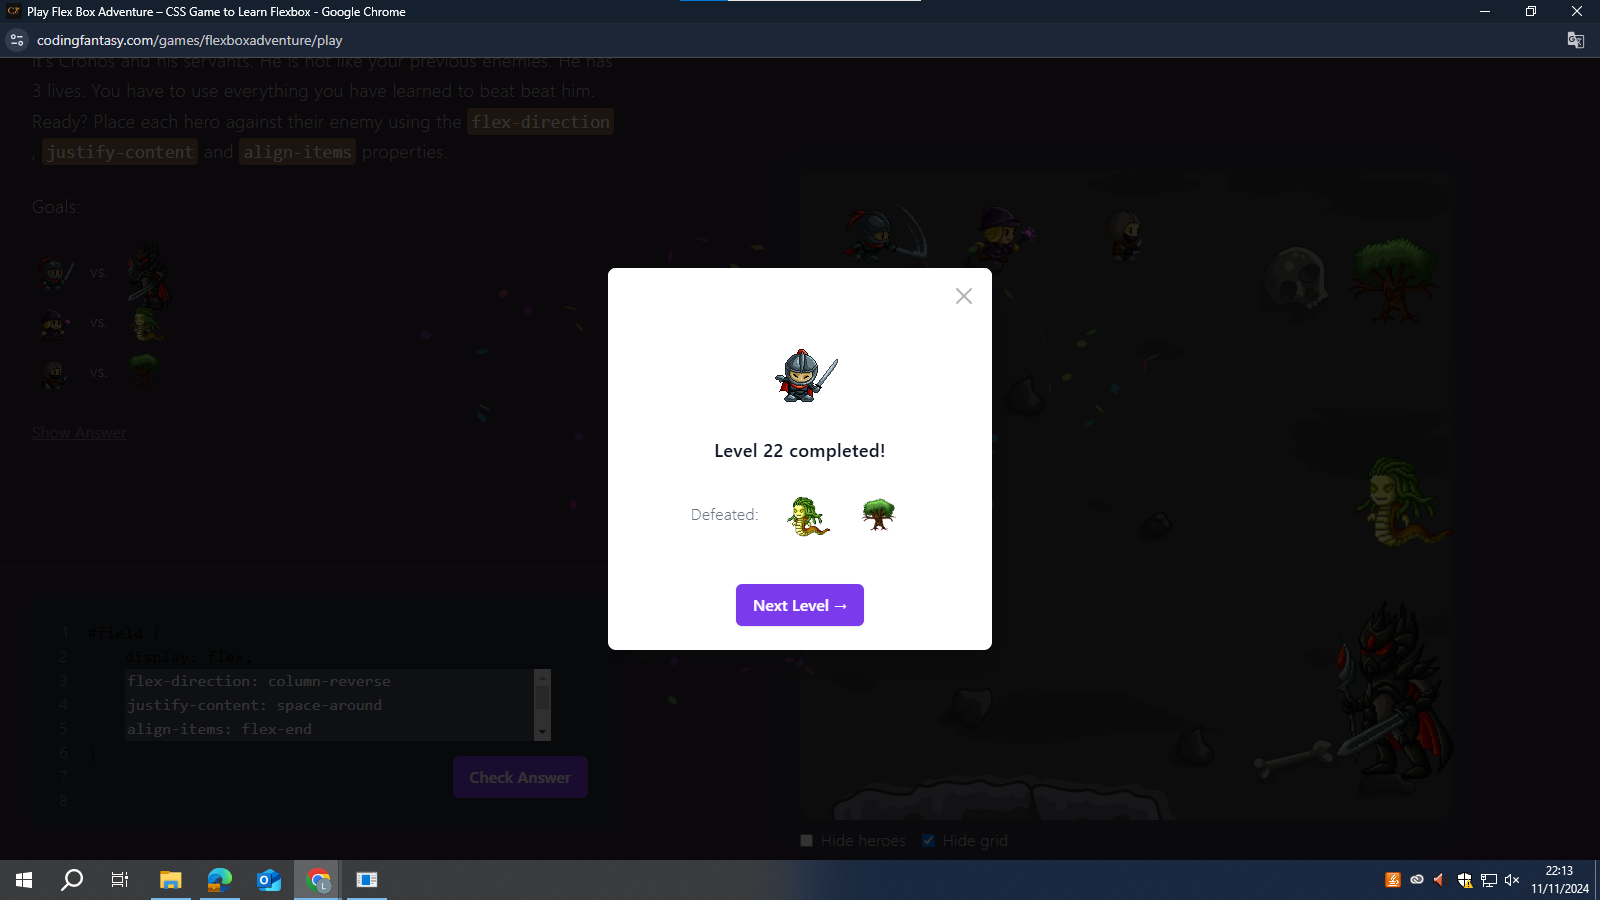 Play Flex Box Adventure – CSS Game to Learn Flexbox - Google Chrome
codingfantasy.com/games/flexboxadventure/play
It's Cronos and his servants. He is not like your previous enemies. He has
3 lives. You have to use everything you have learned to beat beat him.
Ready? Place each hero against their enemy using the flex-direction
, justify-content and align-items properties.
Goals:
vs.
vs.
vs.
Show Answer
Level 22 completed!
Defeated:
Next Level →
1 #field {
2 display: flex;
3 flex-direction: column-reverse
4 justify-content: space-around
5 align-items: flex-end
6 }
7
8
Check Answer
Hide heroes Hide grid
22:13
11/11/2024